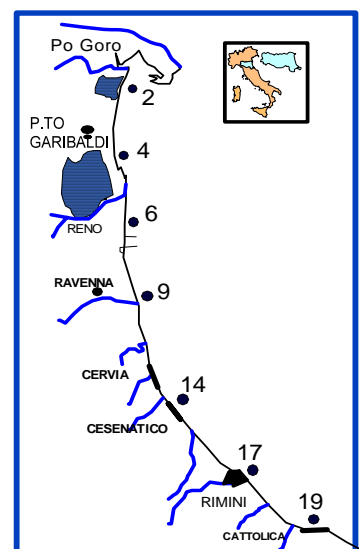 Po Goro
2
P.TO
GARIBALDI
4
6
RENO
RAVENNA
9
CERVIA
14
CESENATICO
17
RIMINI
19
CATTOLICA